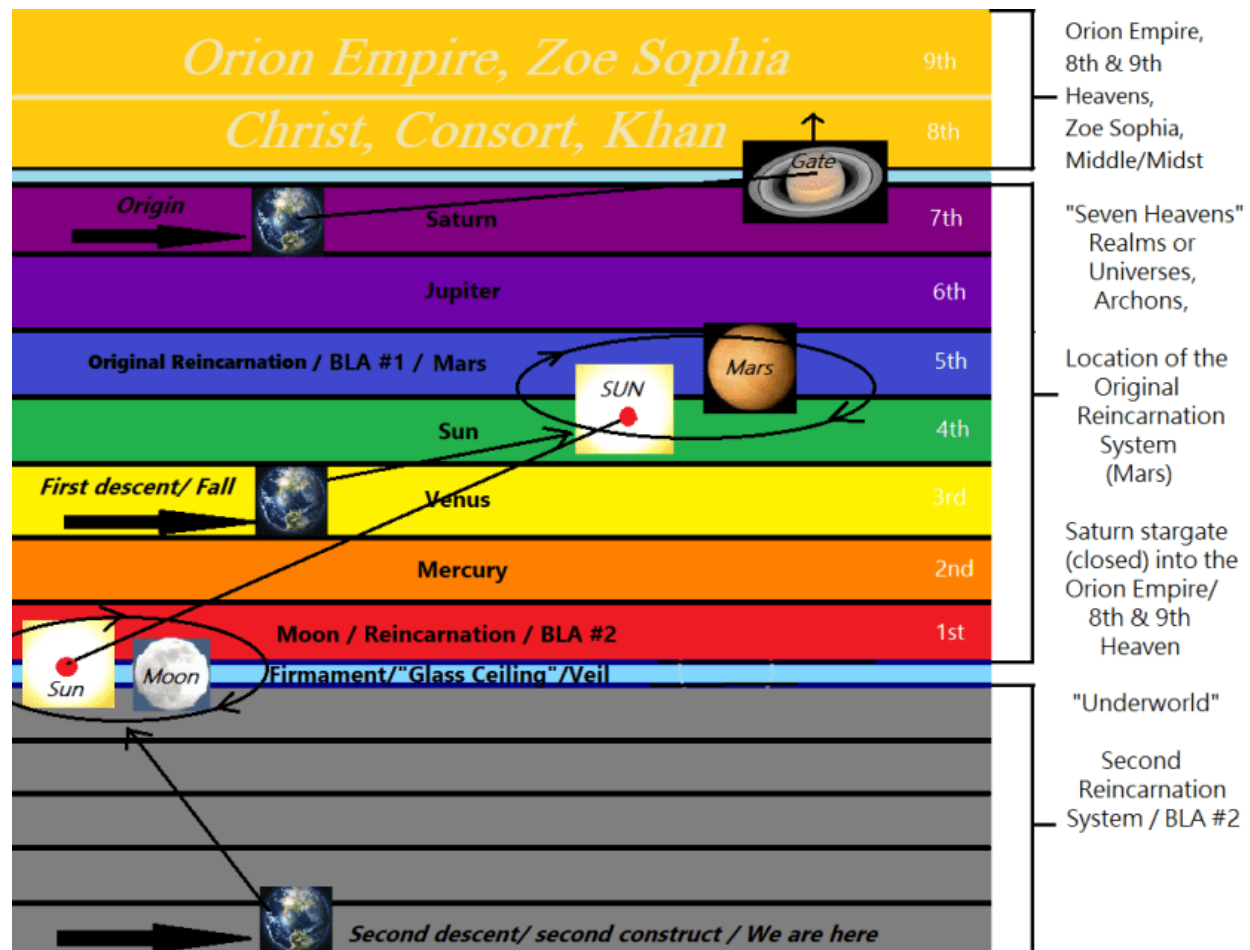 Orion Empire, Zoe Sophia
9th
Christ, Consort, Khan
8th
Gate
Origin
Saturn
7th
Jupiter
6th
Original Reincarnation / BLA #1 / Mars
Mars
5th
SUN
Sun
4th
First descent/ Fall
Venus
3rd
Mercury
2nd
Moon / Reincarnation / BLA #2
1st
Sun
Moon
Firmament/"Glass Ceiling"/Veil
Second descent/ second construct / We are here
Orion Empire,
8th & 9th
Heavens,
Zoe Sophia,
Middle/Midst
"Seven Heavens"
Realms or
Universes,
Archons,
Location of the
Original
Reincarnation
System
(Mars)
Saturn stargate
(closed) into the
Orion Empire/
8th & 9th
Heaven
"Underworld"
Second
Reincarnation
System / BLA #2